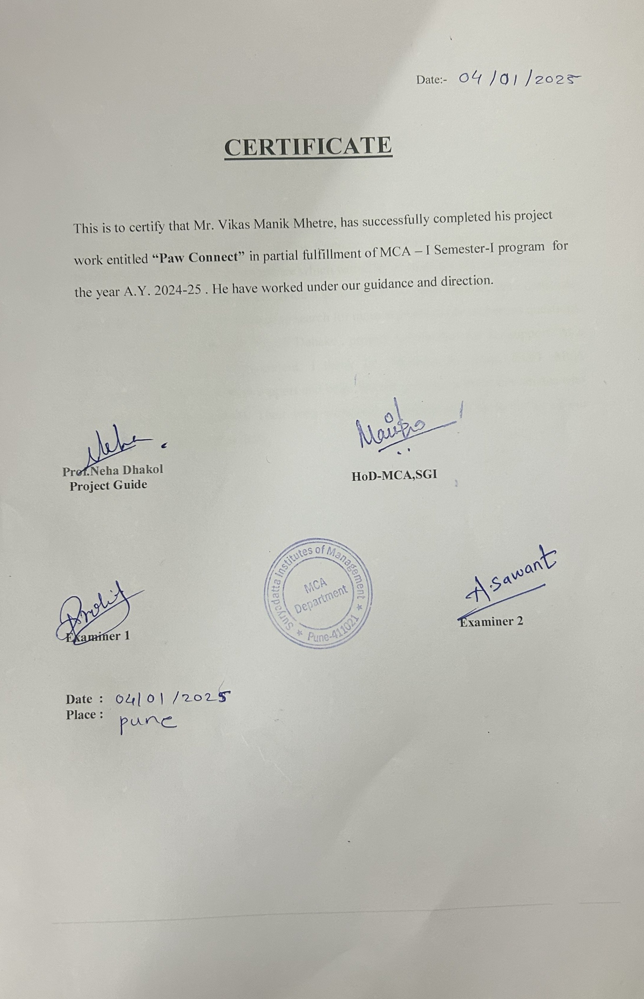 Date:- 04/01/2025
CERTIFICATE
This is to certify that Mr. Vikas Manik Mhetre, has successfully completed his project
work entitled “Paw Connect” in partial fulfillment of MCA – I Semester-I program for
the year A.Y. 2024-25 . He have worked under our guidance and direction.
Neha
Prof.Neha Dhakol
Project Guide
HoD-MCA,SGI
Suryadatta Institutes of Management
MCA
Department
★ Pune-411021 ★
A.Sawant
Examiner 1
Examiner 2
Date : 04/01/2025
Place : pune